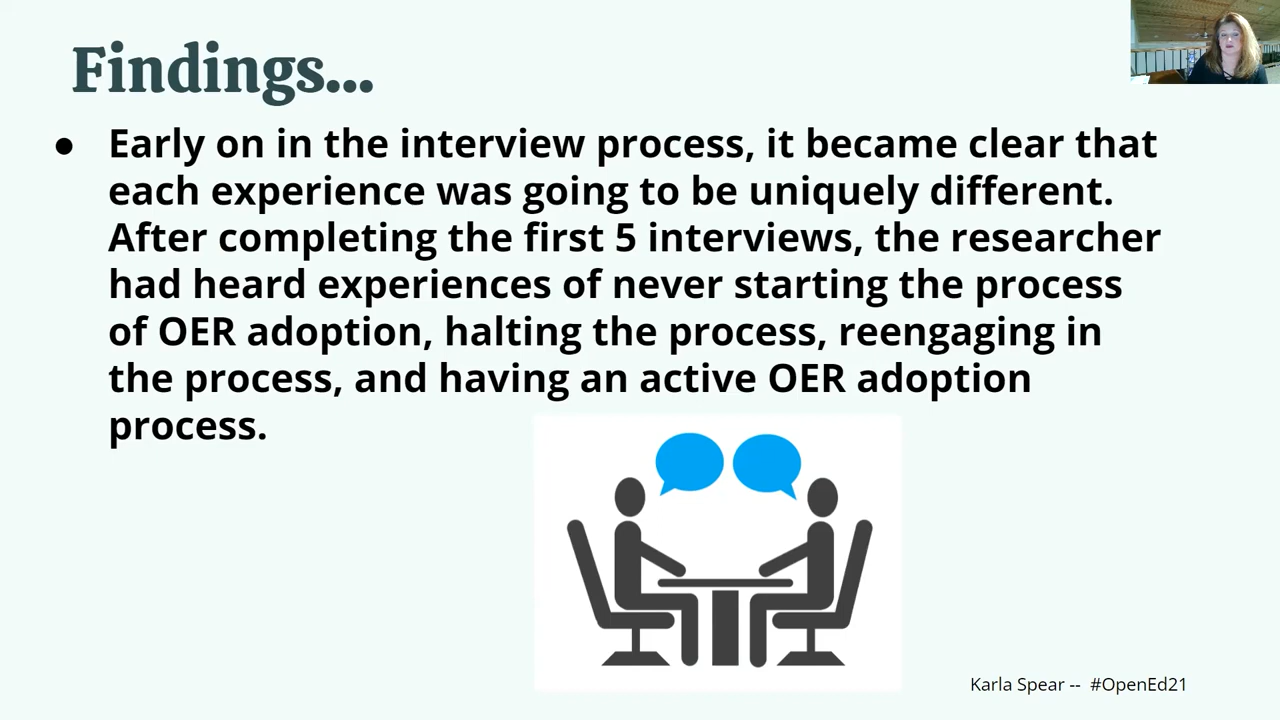 Findings...
● Early on in the interview process, it became clear that
each experience was going to be uniquely different.
After completing the first 5 interviews, the researcher
had heard experiences of never starting the process
of OER adoption, halting the process, reengaging in
the process, and having an active OER adoption
process.
Karla Spear -- #OpenEd21